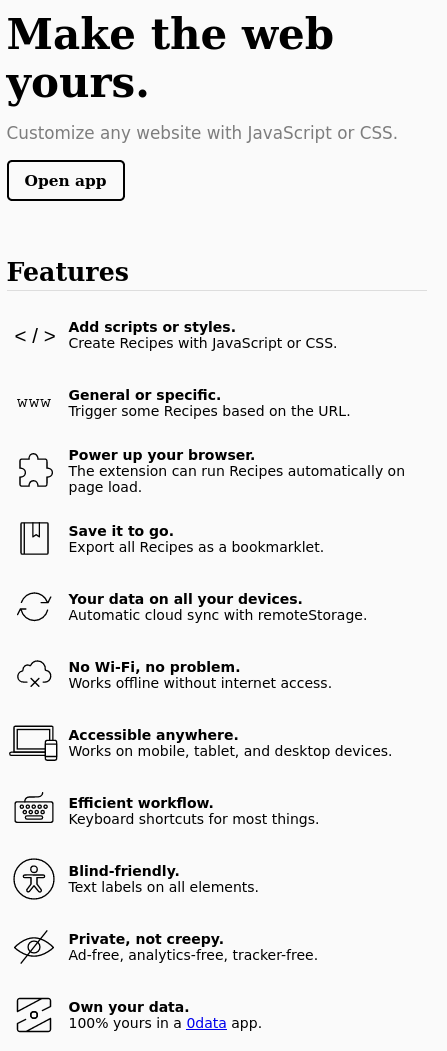 Make the web
yours.
Customize any website with JavaScript or CSS.
Open app
Features
< / >
Add scripts or styles.
Create Recipes with JavaScript or CSS.
www
General or specific.
Trigger some Recipes based on the URL.
Power up your browser.
The extension can run Recipes automatically on
page load.
Save it to go.
Export all Recipes as a bookmarklet.
Your data on all your devices.
Automatic cloud sync with remoteStorage.
No Wi-Fi, no problem.
Works offline without internet access.
Accessible anywhere.
Works on mobile, tablet, and desktop devices.
Efficient workflow.
Keyboard shortcuts for most things.
Blind-friendly.
Text labels on all elements.
Private, not creepy.
Ad-free, analytics-free, tracker-free.
Own your data.
100% yours in a 0data app.